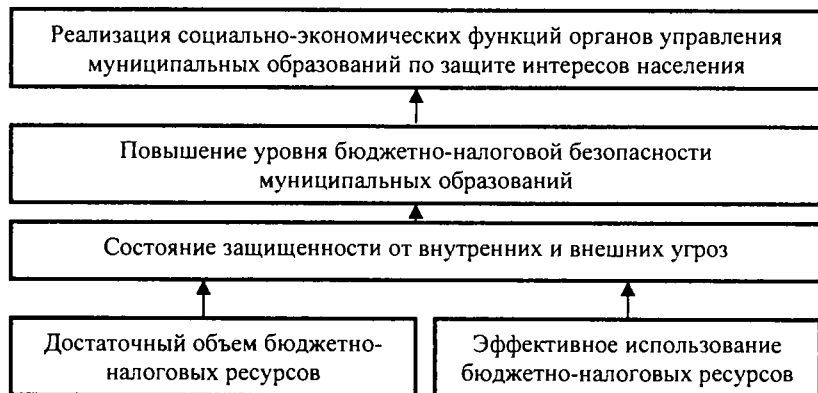 Реализация социально-экономических функций органов управления
муниципальных образований по защите интересов населения
Повышение уровня бюджетно-налоговой безопасности
муниципальных образований
Состояние защищенности от внутренних и внешних угроз
Достаточный объем бюджетно-
налоговых ресурсов
Эффективное использование
бюджетно-налоговых ресурсов